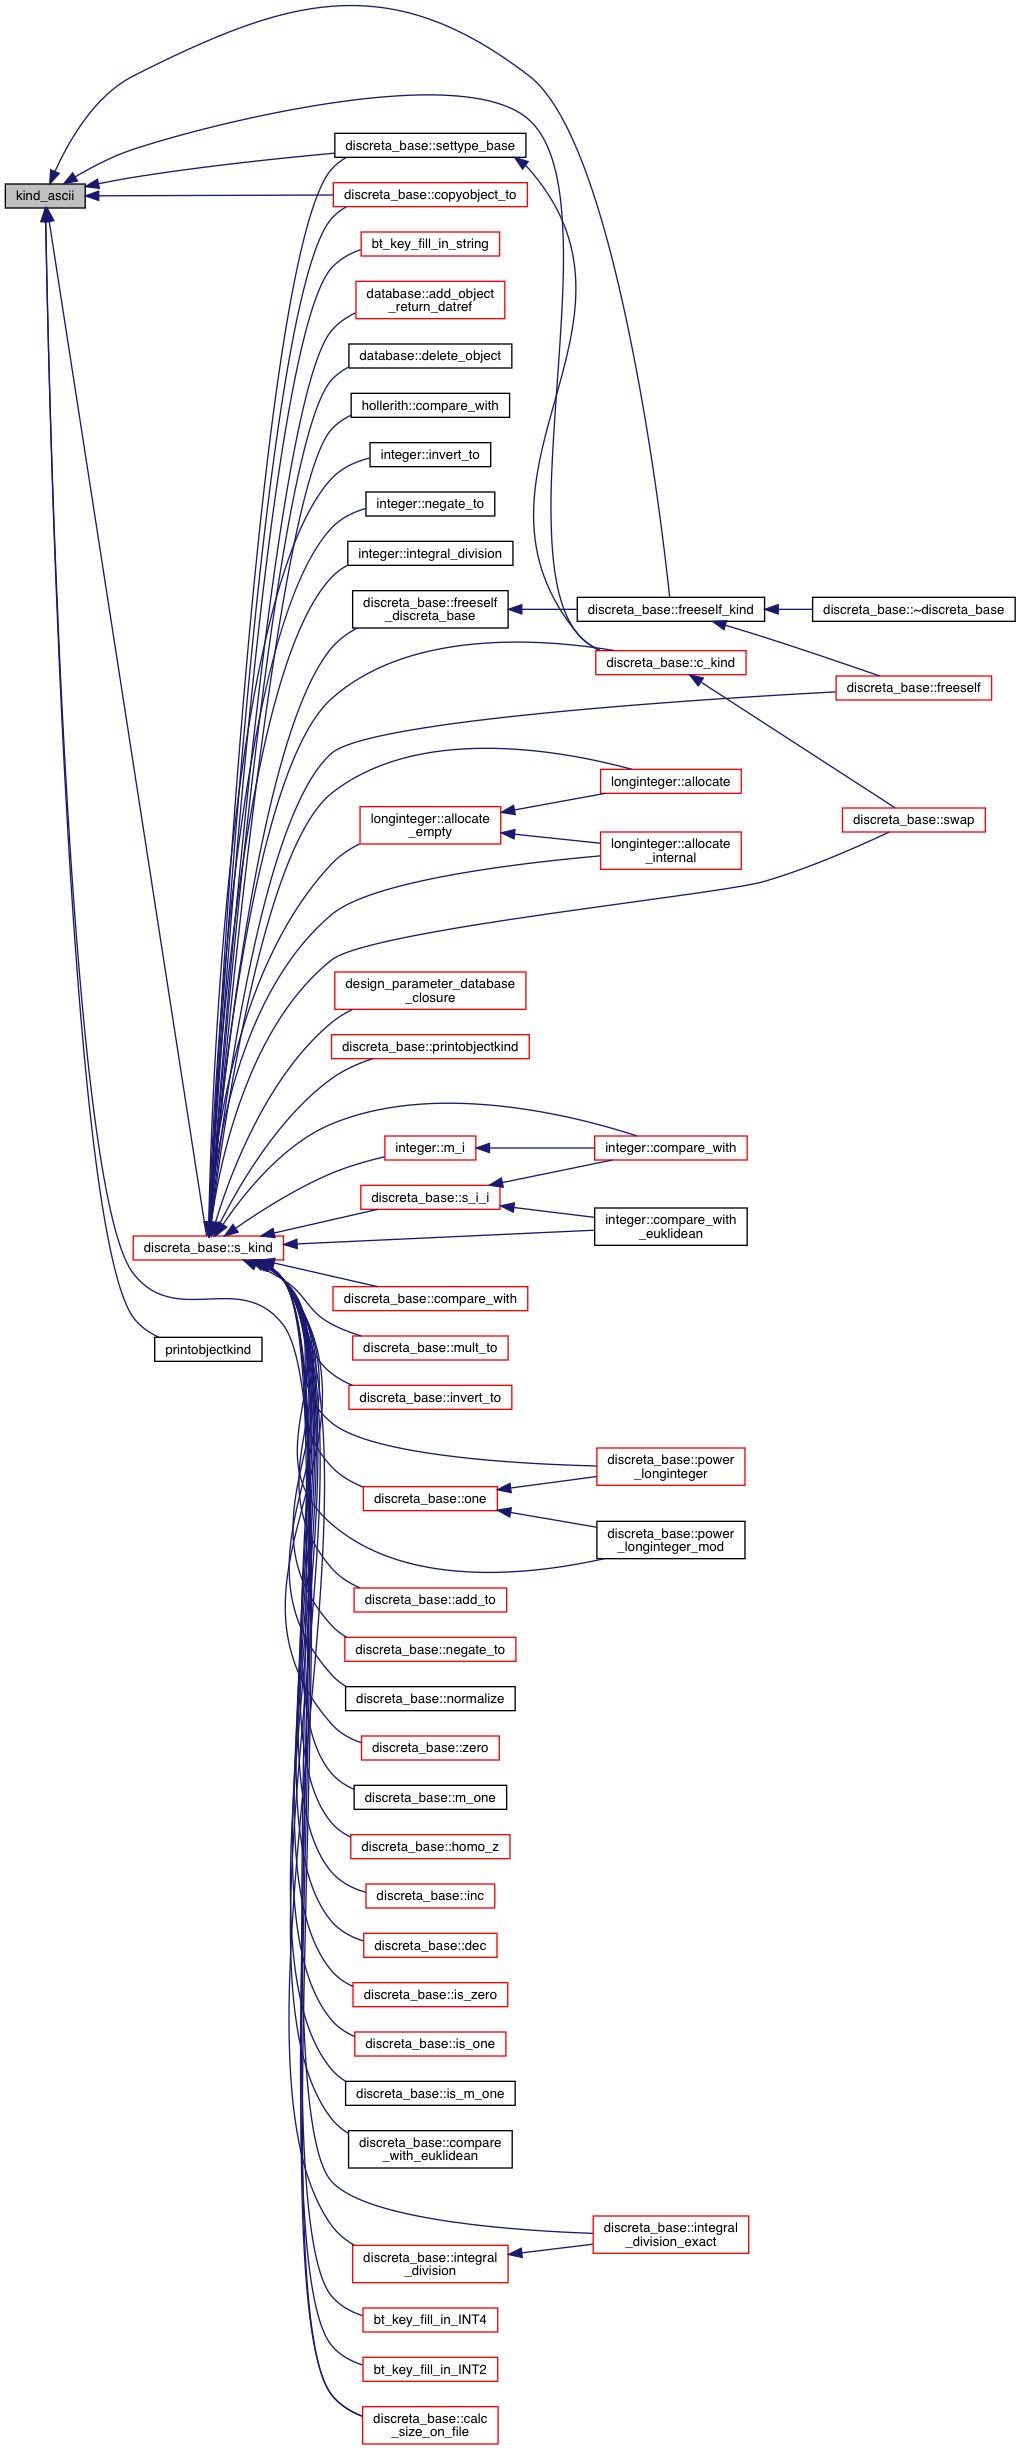 kind_ascii
discreta_base::settype_base
discreta_base::copyobject_to
bt_key_fill_in_string
database::add_object
_return_datref
database::delete_object
hollerith::compare_with
integer::invert_to
integer::negate_to
integer::integral_division
discreta_base::freeself
_discreta_base
discreta_base::freeself_kind
discreta_base::~discreta_base
discreta_base::c_kind
discreta_base::freeself
longinteger::allocate
longinteger::allocate
_empty
discreta_base::swap
longinteger::allocate
_internal
design_parameter_database
_closure
discreta_base::printobjectkind
integer::m_i
integer::compare_with
discreta_base::s_i_i
integer::compare_with
_euklidean
discreta_base::s_kind
discreta_base::compare_with
printobjectkind
discreta_base::mult_to
discreta_base::invert_to
discreta_base::power
_longinteger
discreta_base::one
discreta_base::power
_longinteger_mod
discreta_base::add_to
discreta_base::negate_to
discreta_base::normalize
discreta_base::zero
discreta_base::m_one
discreta_base::homo_z
discreta_base::inc
discreta_base::dec
discreta_base::is_zero
discreta_base::is_one
discreta_base::is_m_one
discreta_base::compare
_with_euklidean
discreta_base::integral
_division_exact
discreta_base::integral
_division
bt_key_fill_in_INT4
bt_key_fill_in_INT2
discreta_base::calc
_size_on_file